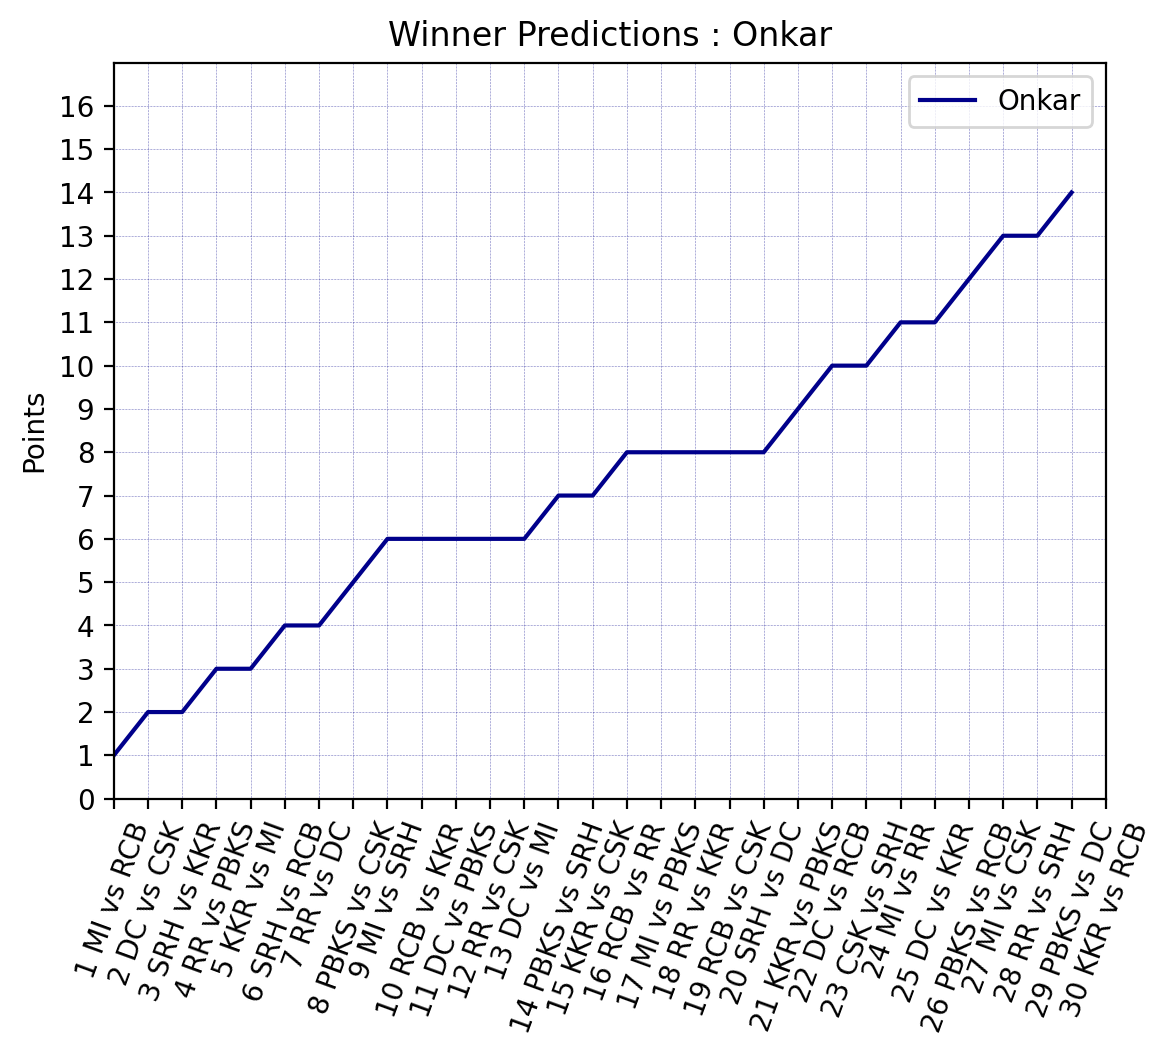 Winner Predictions : Onkar
Onkar
16
15
14
13
12
11
10
9
8
7
6
5
4
3
2
1
0
Points
1 MI vs RCB
2 DC vs CSK
3 SRH vs KKR
4 RR vs PBKS
5 KKR vs MI
6 SRH vs RCB
7 RR vs DC
8 PBKS vs CSK
9 MI vs SRH
10 RCB vs KKR
11 DC vs PBKS
12 RR vs CSK
13 DC vs MI
14 PBKS vs SRH
15 KKR vs CSK
16 RCB vs RR
17 MI vs PBKS
18 RR vs KKR
19 RCB vs CSK
20 SRH vs DC
21 KKR vs PBKS
22 DC vs RCB
23 CSK vs SRH
24 MI vs RR
25 DC vs KKR
26 PBKS vs RCB
27 MI vs CSK
28 RR vs SRH
29 PBKS vs DC
30 KKR vs RCB